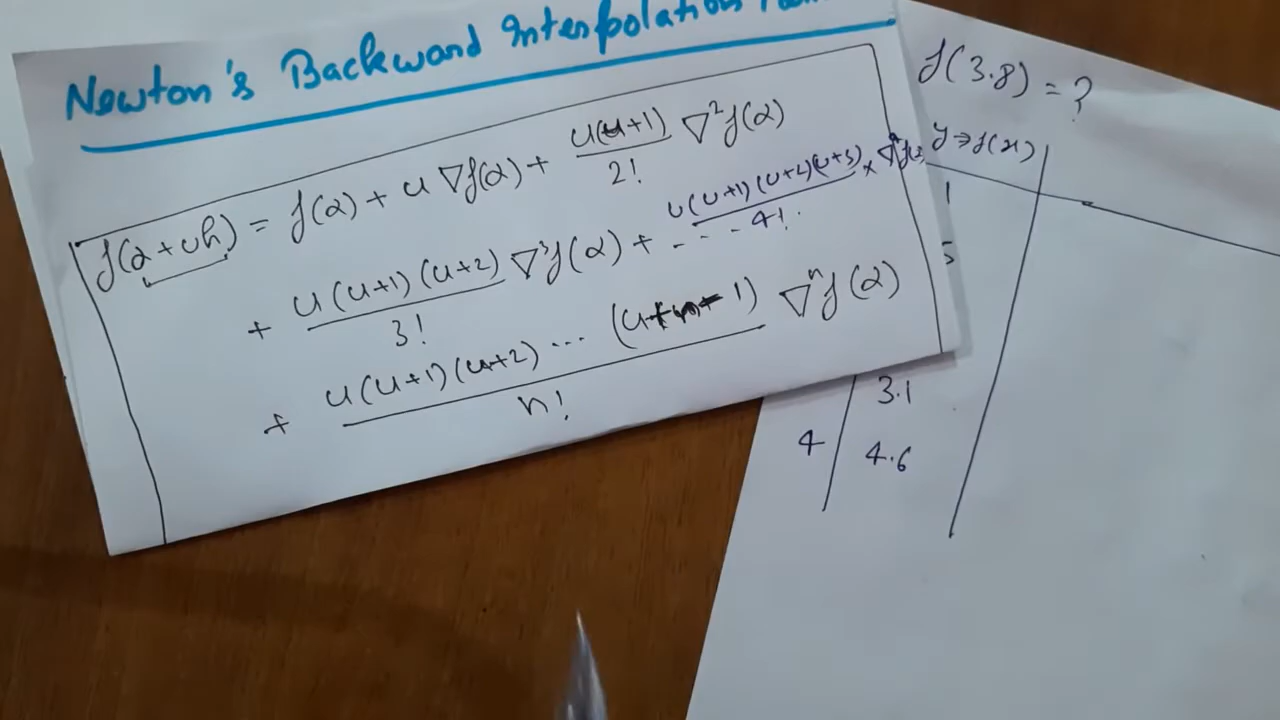 Newton's Backward Interpolation
f(α+uh) = f(α) + u ∇f(α) + u(u+1)/2! ∇²f(α)
+ u(u+1)(u+2)/3! ∇³f(α) + u(u+1)(u+2)(u+3)/4! × ----
+ u(u+1)(u+2)...(u+n-1)/n! ∇ⁿf(α)
f(3.8) = ?
y ⇒ f(x)
1
5
3.1
4 4.6